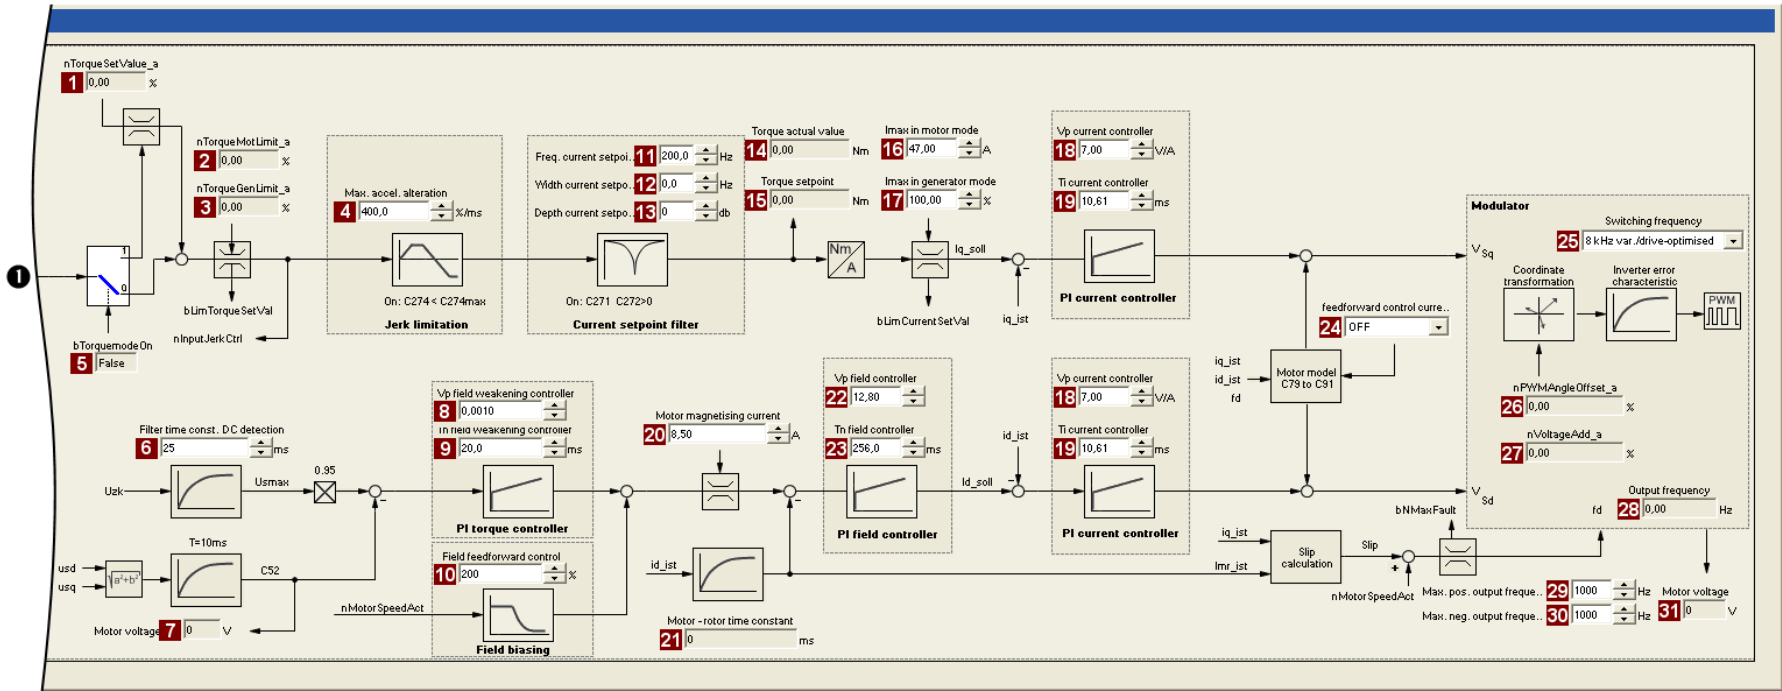 nTorqueSetValue_a
1 0,00 %
nTorqueMotLimit_a
2 0,00 %
nTorqueGenLimit_a
3 0,00 %
1
0
❶
bTorquemodeOn
5 False
bLimTorqueSetVal
nInputJerkCtrl
Max. accel. alteration
4 400,0 %/ms
On: C274 < C274max
Jerk limitation
Freq. current setpoi.. 11 200,0 Hz
Width current setpo.. 12 0,0 Hz
Depth current setpo.. 13 0 db
On: C271 C272>0
Current setpoint filter
Torque actual value
14 0,00 Nm
Torque setpoint
15 0,00 Nm
Nm
A
Imax in motor mode
16 47,00 A
Imax in generator mode
17 100,00 %
Iq_soll
-
iq_ist
bLimCurrentSetVal
Vp current controller
18 7,00 V/A
Ti current controller
19 10,61 ms
PI current controller
feedforward control curre..
24 OFF
iq_ist
id_ist
fd
Motor model
C79 to C91
Modulator
Switching frequency
25 8 kHz var./drive-optimised
V Sq
Coordinate
transformation
Inverter error
characteristic
PWM
nPWMAngleOffset_a
26 0,00 %
nVoltageAdd_a
27 0,00 %
V Sd
Output frequency
fd 28 0,00 Hz
Filter time const. DC detection
6 25 ms
Uzk
Usmax
0.95
-
T=10ms
usd
usq
√a²+b²
C52
Motor voltage 7 0 V
Vp field weakening controller
8 0,0010
Tn field weakening controller
9 20,0 ms
PI torque controller
Field feedforward control
10 200 %
nMotorSpeedAct
Field biasing
Motor magnetising current
20 8,50 A
-
id_ist
Motor - rotor time constant
21 0 ms
Vp field controller
22 12,80
Tn field controller
23 256,0 ms
PI field controller
id_ist
-
Id_soll
Vp current controller
18 7,00 V/A
Ti current controller
19 10,61 ms
PI current controller
iq_ist
Imr_ist
Slip
calculation
Slip
+
nMotorSpeedAct
bNMaxFault
Max. pos. output freque.. 29 1000 Hz
Max. neg. output freque.. 30 1000 Hz
Motor voltage
31 0 V